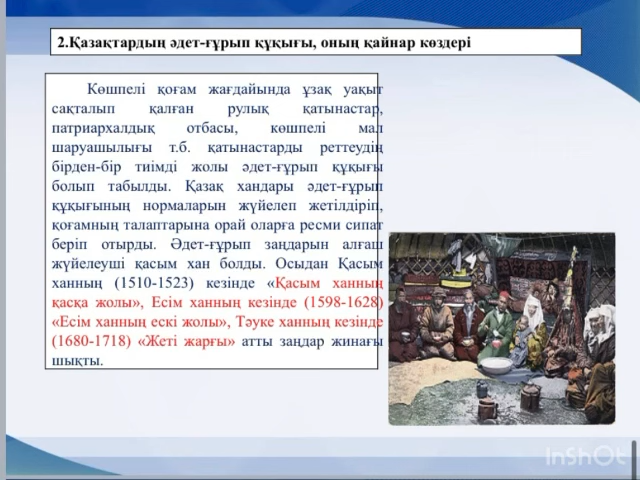 2.Қазақтардың әдет-ғұрып құқығы, оның қайнар көздері
Көшпелі қоғам жағдайында ұзақ уақыт
сақталып қалған рулық қатынастар,
патриархалдық отбасы, көшпелі мал
шаруашылығы т.б. қатынастарды реттеудің
бірден-бір тиімді жолы әдет-ғұрып құқығы
болып табылды. Қазақ хандары әдет-ғұрып
құқығының нормаларын жүйелеп жетілдіріп,
қоғамның талаптарына орай оларға ресми сипат
беріп отырды. Әдет-ғұрып заңдарын алғаш
жүйелеуші қасым хан болды. Осыдан Қасым
ханның (1510-1523) кезінде «Қасым ханның
қасқа жолы», Есім ханның кезінде (1598-1628)
«Есім ханның ескі жолы», Тәуке ханның кезінде
(1680-1718) «Жеті жарғы» атты заңдар жинағы
шықты.
InShOt